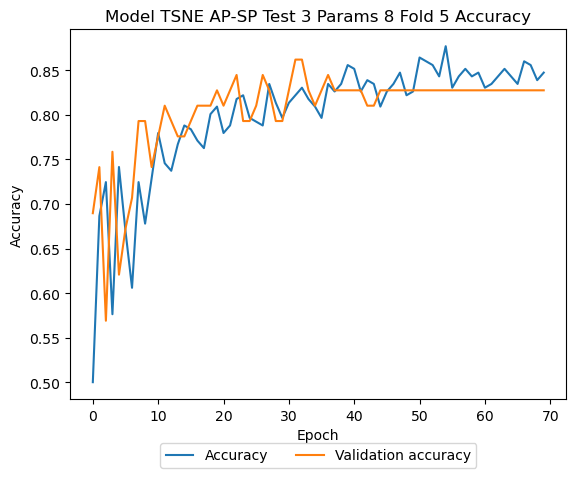 Model TSNE AP-SP Test 3 Params 8 Fold 5 Accuracy
Accuracy
0.85
0.80
0.75
0.70
0.65
0.60
0.55
0.50
0 10 20 30 40 50 60 70
Epoch
Accuracy Validation accuracy